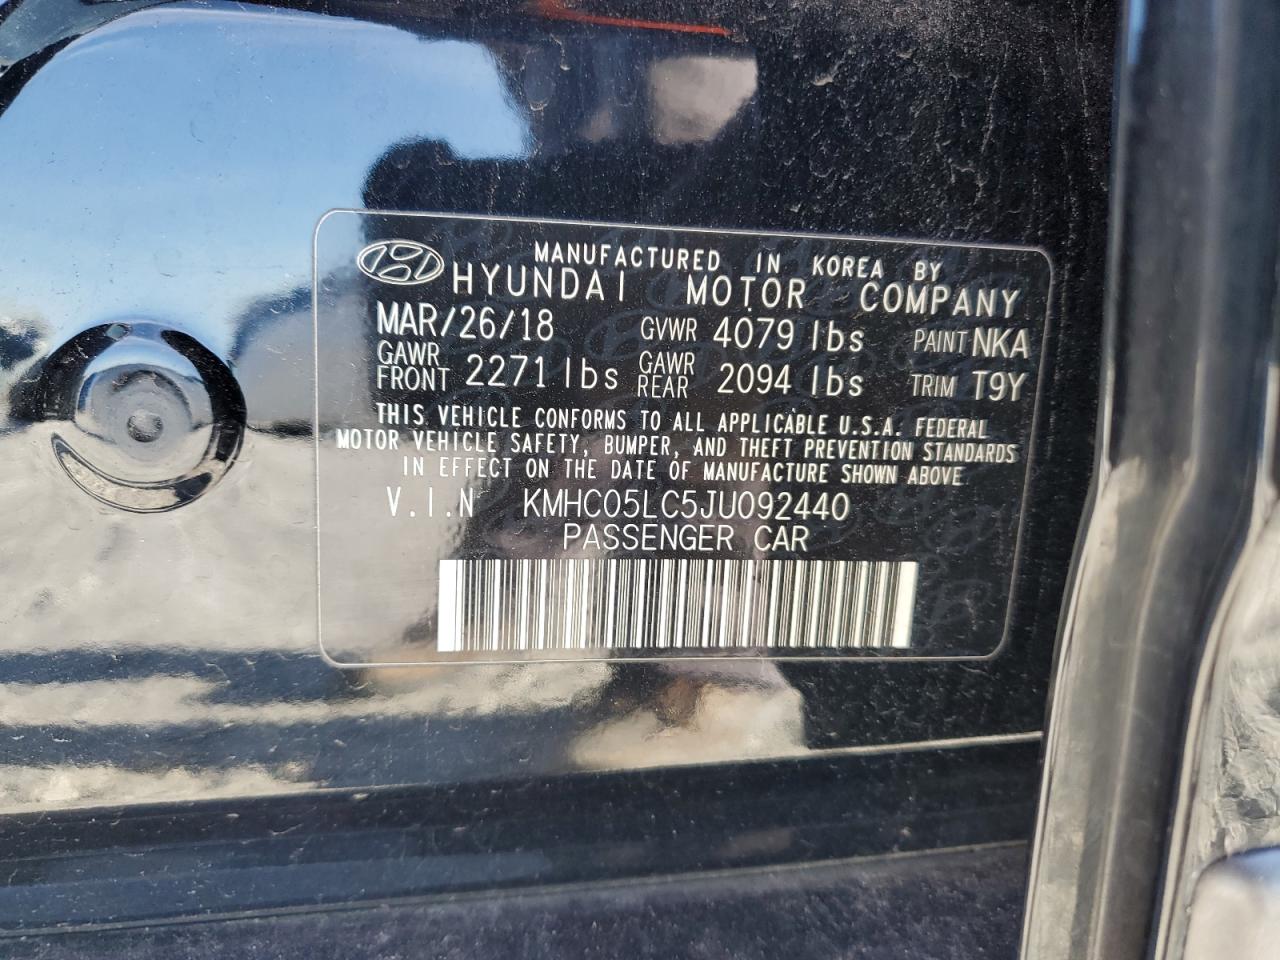 MANUFACTURED IN KOREA BY
HYUNDAI MOTOR COMPANY
MAR/26/18 GVWR 4079 lbs PAINT NKA
GAWR FRONT 2271 lbs GAWR REAR 2094 lbs TRIM T9Y
THIS VEHICLE CONFORMS TO ALL APPLICABLE U.S.A. FEDERAL
MOTOR VEHICLE SAFETY, BUMPER, AND THEFT PREVENTION STANDARDS
IN EFFECT ON THE DATE OF MANUFACTURE SHOWN ABOVE.
V.I.N KMHC05LC5JU092440
PASSENGER CAR